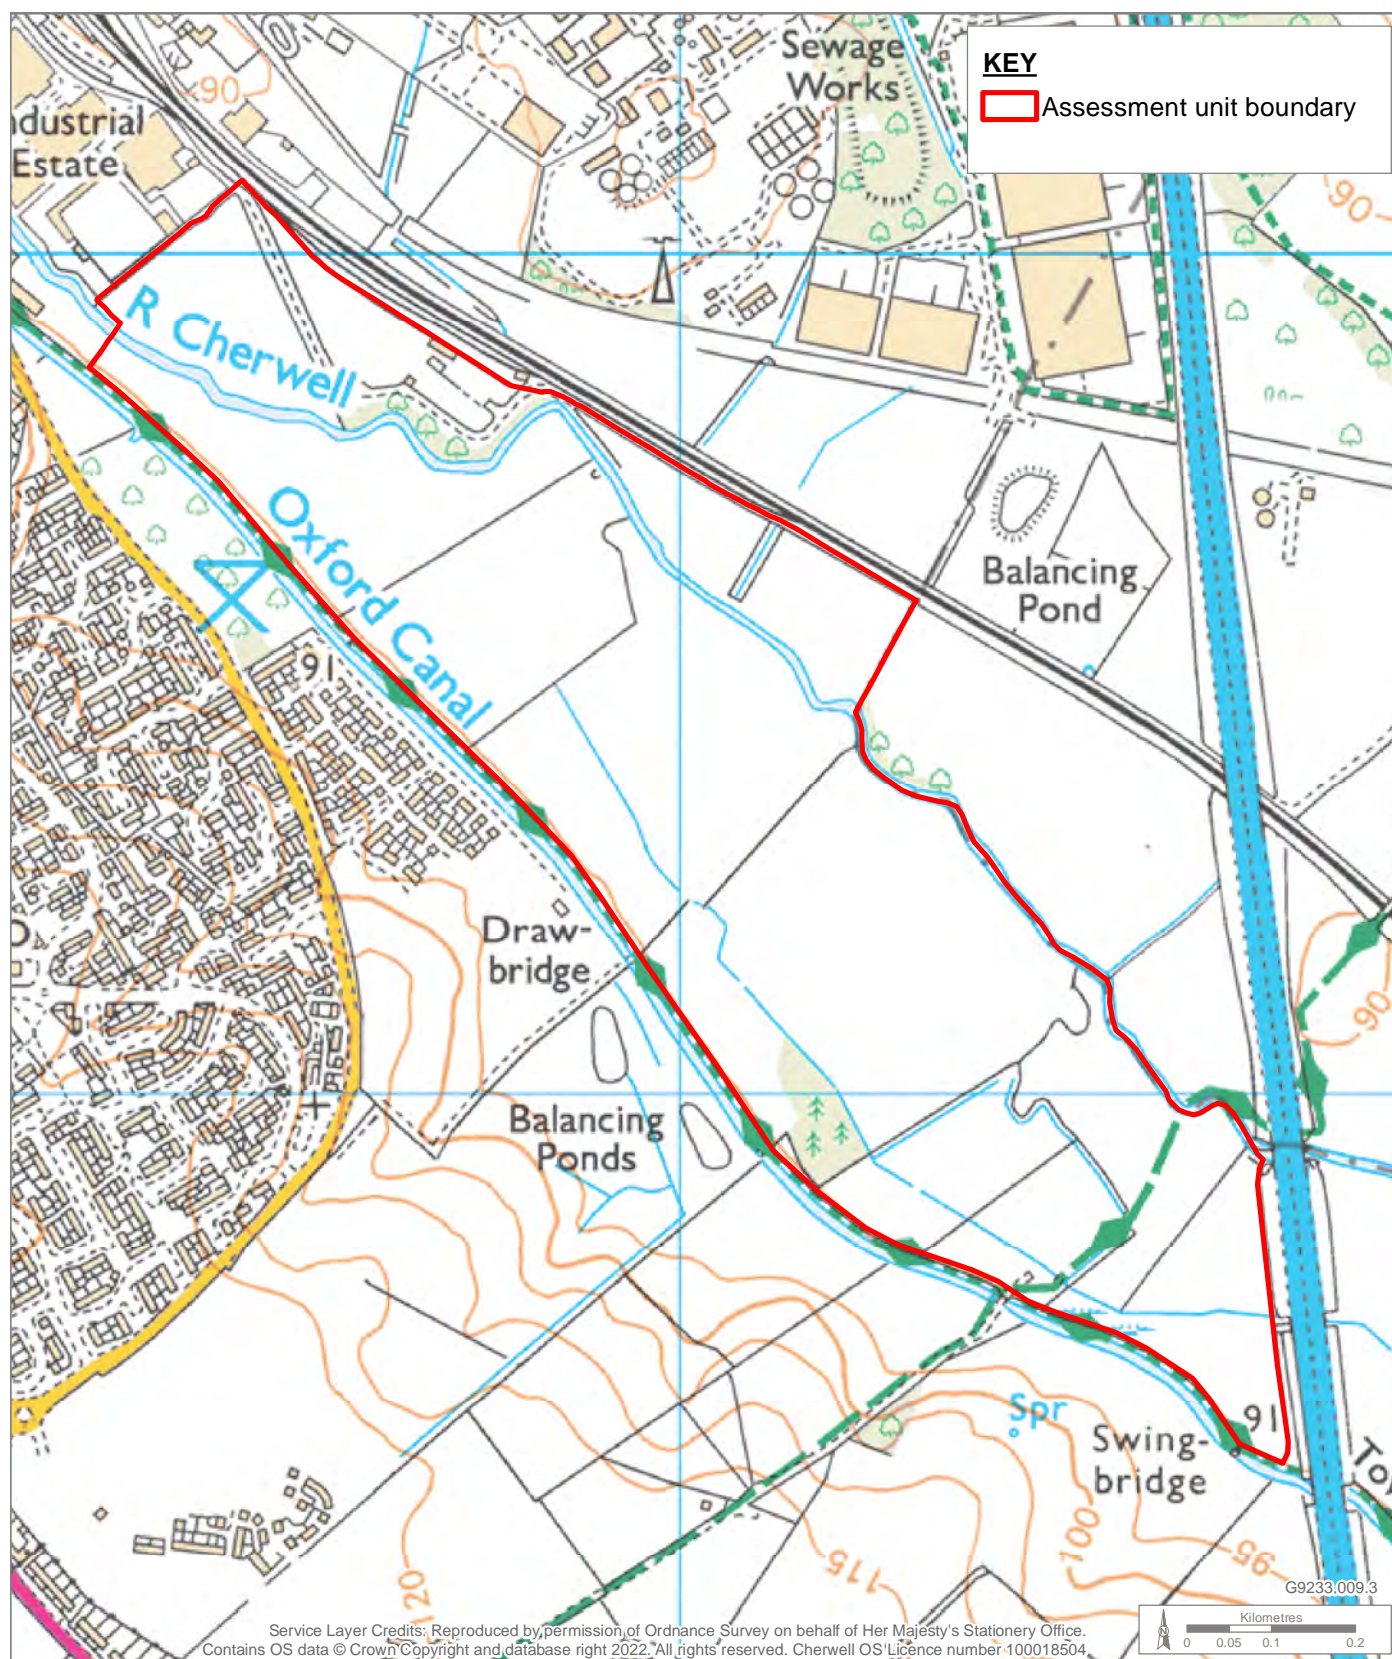 Sewage
Works
KEY
Assessment unit boundary
90
dustrial
Estate
90
R Cherwell
Oxford Canal
91
Balancing
Pond
Draw-
bridge
90
Balancing
Ponds
Spr
91
Swing-
bridge
100
95
115
120
G9233.009.3
Kilometres
0 0.05 0.1 0.2
Service Layer Credits: Reproduced by permission of Ordnance Survey on behalf of Her Majesty's Stationery Office.
Contains OS data © Crown Copyright and database right 2022. All rights reserved. Cherwell OS Licence number 100018504